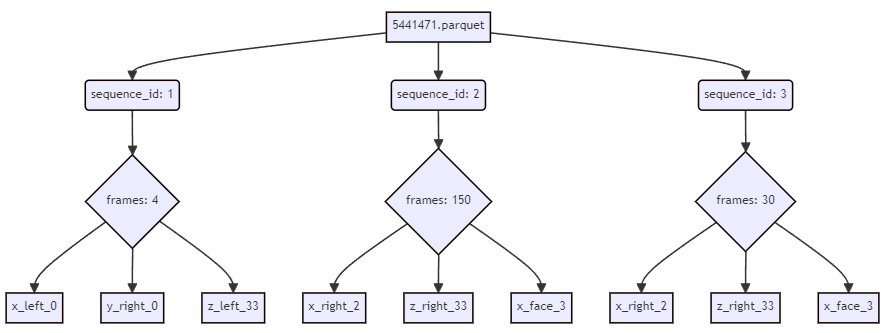 5441471.parquet
sequence_id: 1
sequence_id: 2
sequence_id: 3
frames: 4
frames: 150
frames: 30
x_left_0
y_right_0
z_left_33
x_right_2
z_right_33
x_face_3
x_right_2
z_right_33
x_face_3